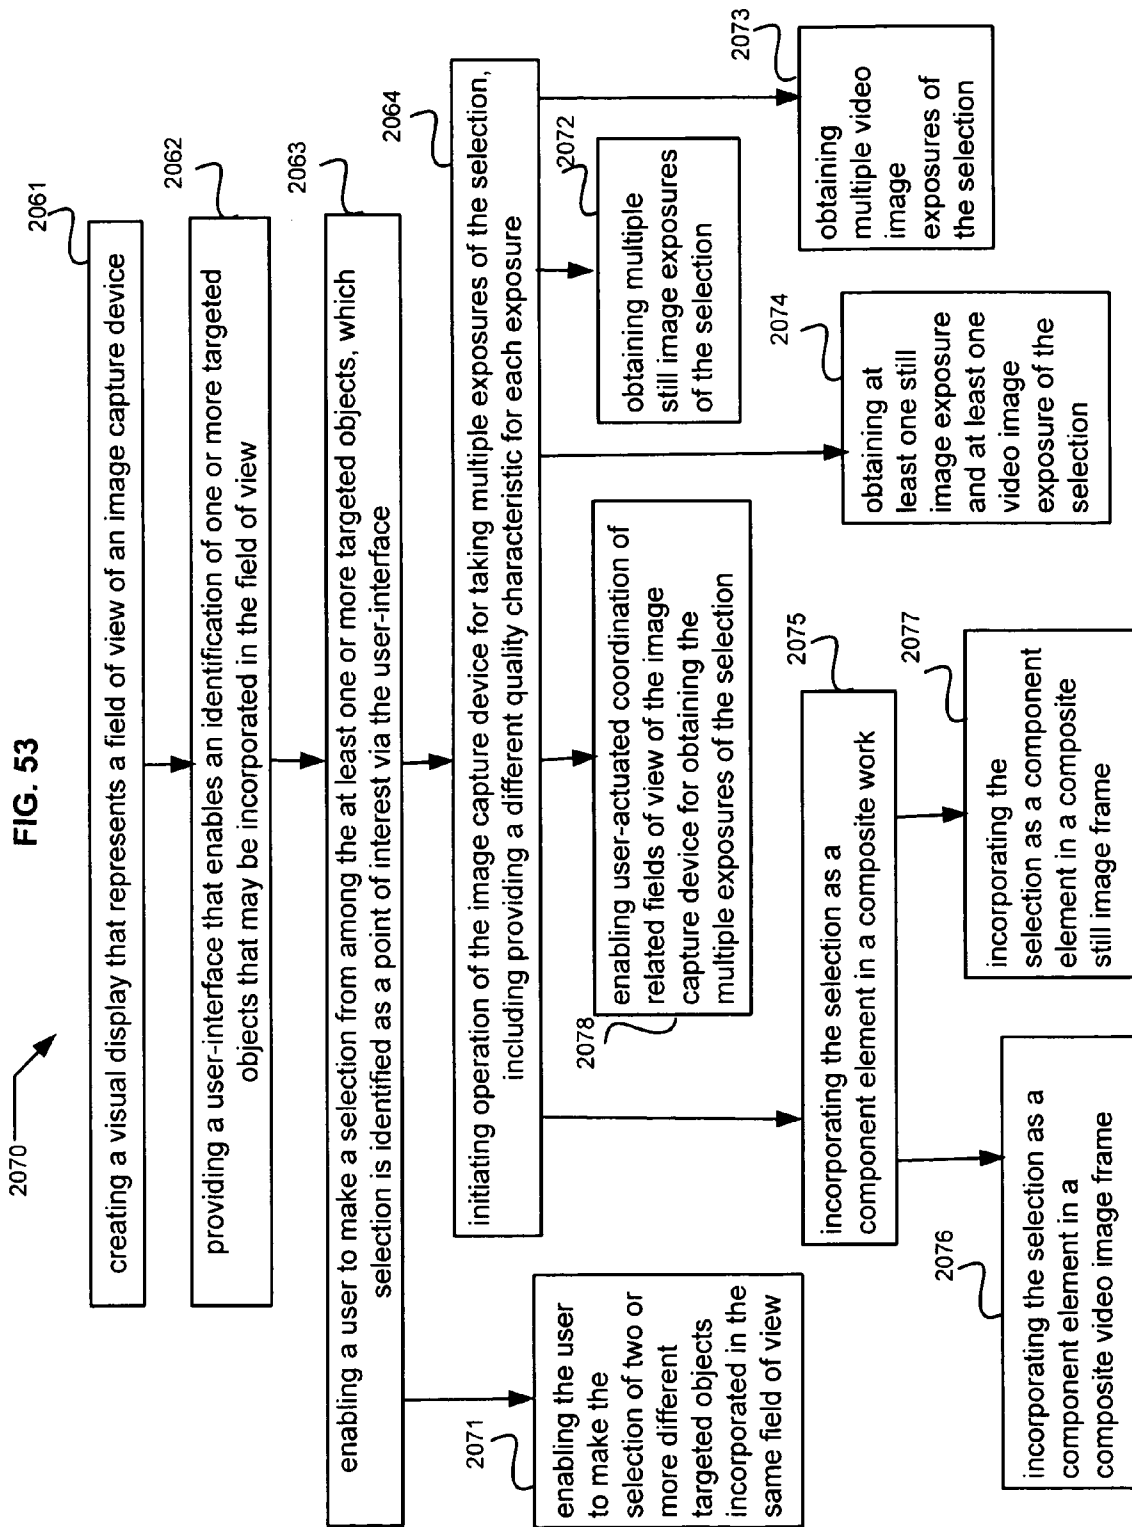 FIG. 53
2070
2061
creating a visual display that represents a field of view of an image capture device
2062
providing a user-interface that enables an identification of one or more targeted
objects that may be incorporated in the field of view
2063
enabling a user to make a selection from among the at least one or more targeted objects, which
selection is identified as a point of interest via the user-interface
2064
initiating operation of the image capture device for taking multiple exposures of the selection,
including providing a different quality characteristic for each exposure
2071
enabling the user
to make the
selection of two or
more different
targeted objects
incorporated in the
same field of view
2078
enabling user-actuated coordination of
related fields of view of the image
capture device for obtaining the
multiple exposures of the selection
2072
obtaining multiple
still image exposures
of the selection
2073
obtaining
multiple video
image
exposures of
the selection
2074
obtaining at
least one still
image exposure
and at least one
video image
exposure of the
selection
2075
incorporating the selection as a
component element in a composite work
2076
incorporating the selection as a
component element in a
composite video image frame
2077
incorporating the
selection as a component
element in a composite
still image frame